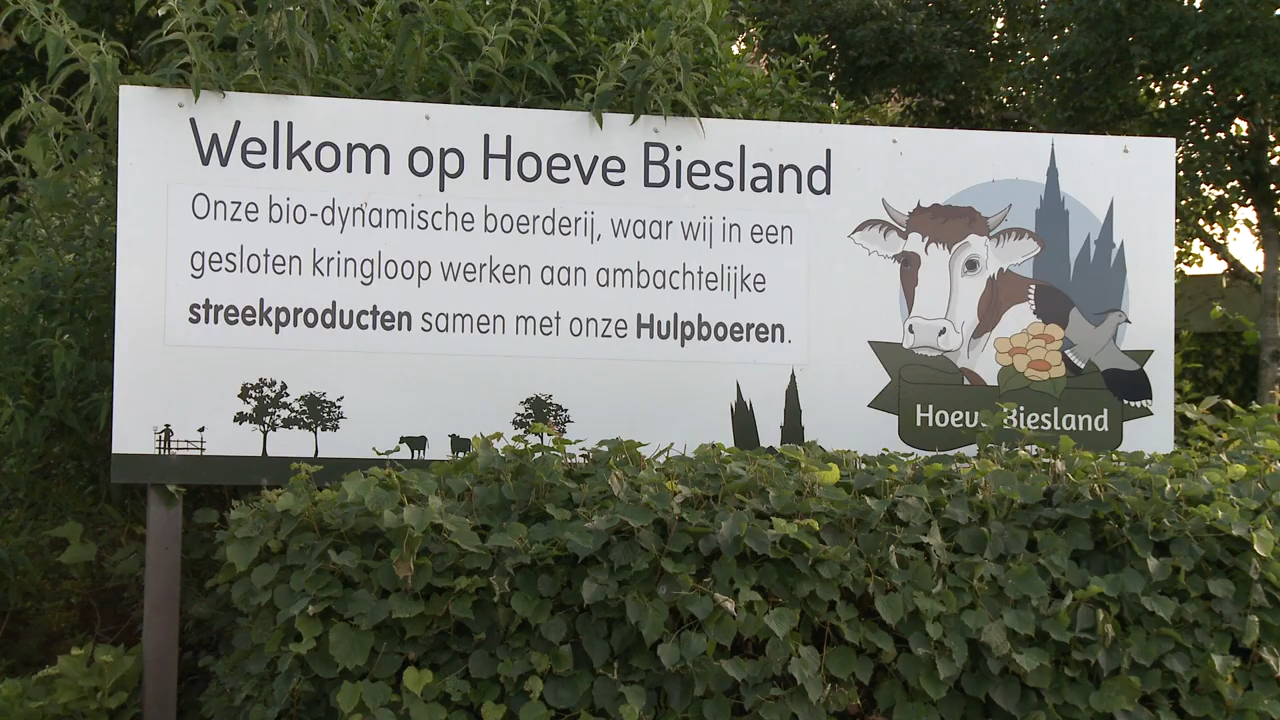 Welkom op Hoeve Biesland
Onze bio-dynamische boerderij, waar wij in een
gesloten kringloop werken aan ambachtelijke
streekproducten samen met onze Hulpboeren.
Hoeve Biesland